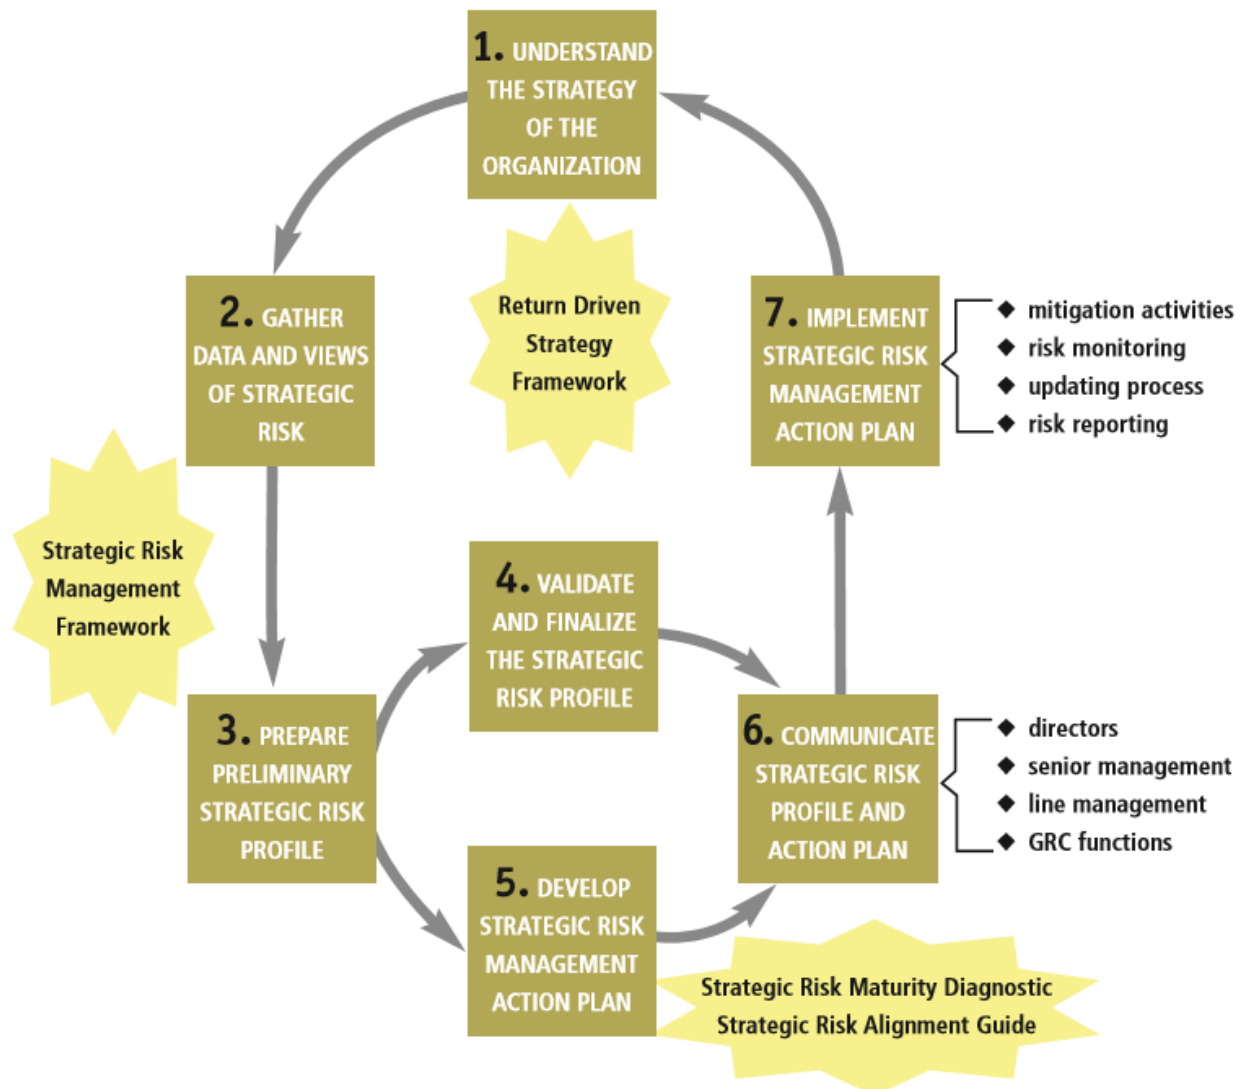 1. UNDERSTAND
THE STRATEGY
OF THE
ORGANIZATION
2. GATHER
DATA AND VIEWS
OF STRATEGIC
RISK
Return Driven
Strategy
Framework
7. IMPLEMENT
STRATEGIC RISK
MANAGEMENT
ACTION PLAN
◆ mitigation activities
◆ risk monitoring
◆ updating process
◆ risk reporting
Strategic Risk
Management
Framework
3. PREPARE
PRELIMINARY
STRATEGIC RISK
PROFILE
4. VALIDATE
AND FINALIZE
THE STRATEGIC
RISK PROFILE
5. DEVELOP
STRATEGIC RISK
MANAGEMENT
ACTION PLAN
6. COMMUNICATE
STRATEGIC RISK
PROFILE AND
ACTION PLAN
◆ directors
◆ senior management
◆ line management
◆ GRC functions
Strategic Risk Maturity Diagnostic
Strategic Risk Alignment Guide